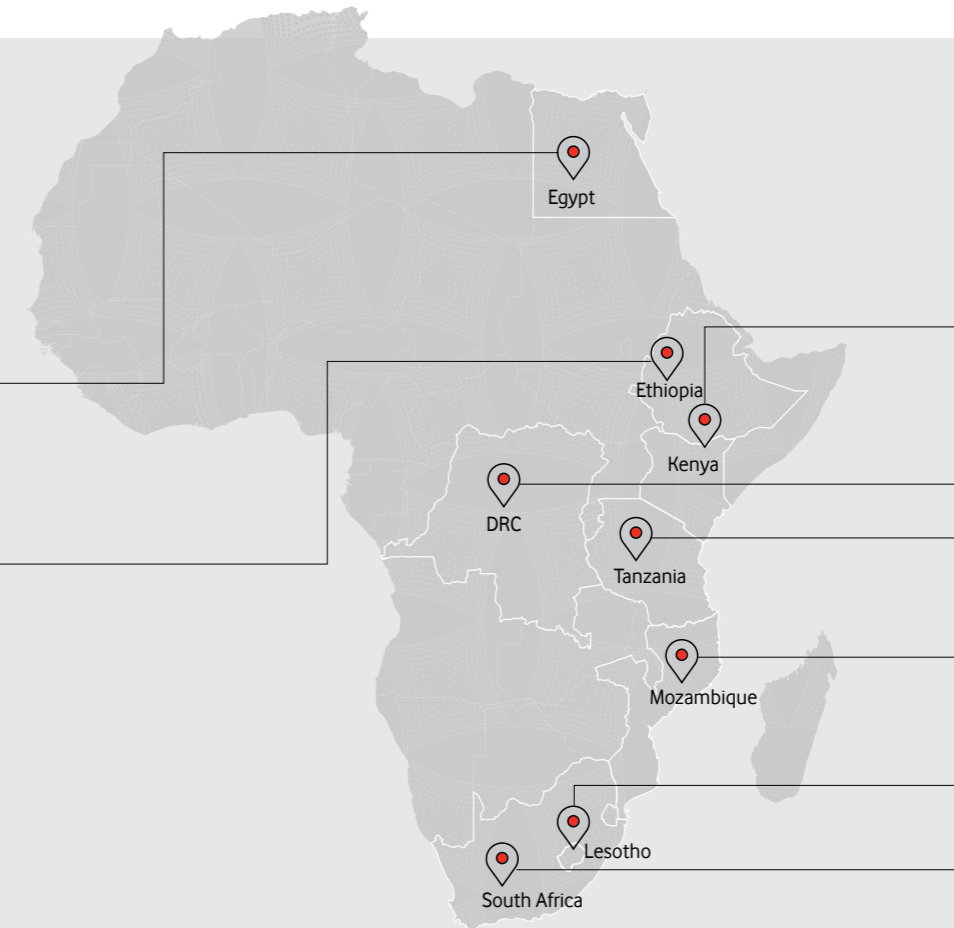 Egypt
Ethiopia
Kenya
DRC
Tanzania
Mozambique
Lesotho
South Africa